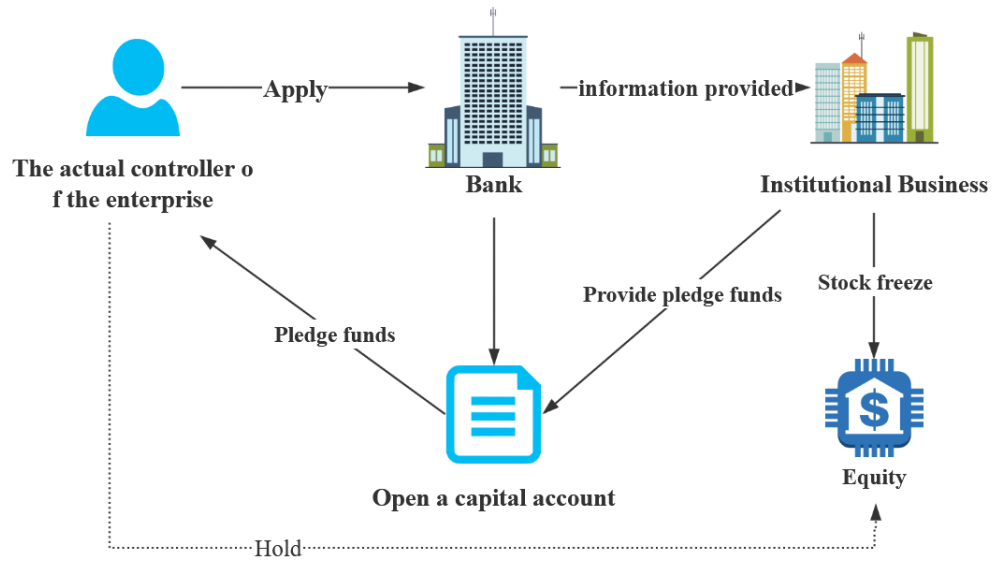 Apply
information provided
The actual controller o
f the enterprise
Bank
Institutional Business
Stock freeze
Provide pledge funds
Pledge funds
$
Equity
Open a capital account
Hold